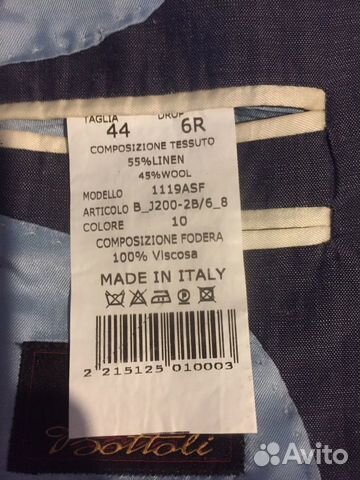 TAGLIA DROP
44 6R
COMPOSIZIONE TESSUTO
55%LINEN
45%WOOL
MODELLO 1119ASF
ARTICOLO B_J200-2B/6_8
COLORE 10
COMPOSIZIONE FODERA
100% Viscosa
MADE IN ITALY
2 215125 010003
Bottoli
Avito